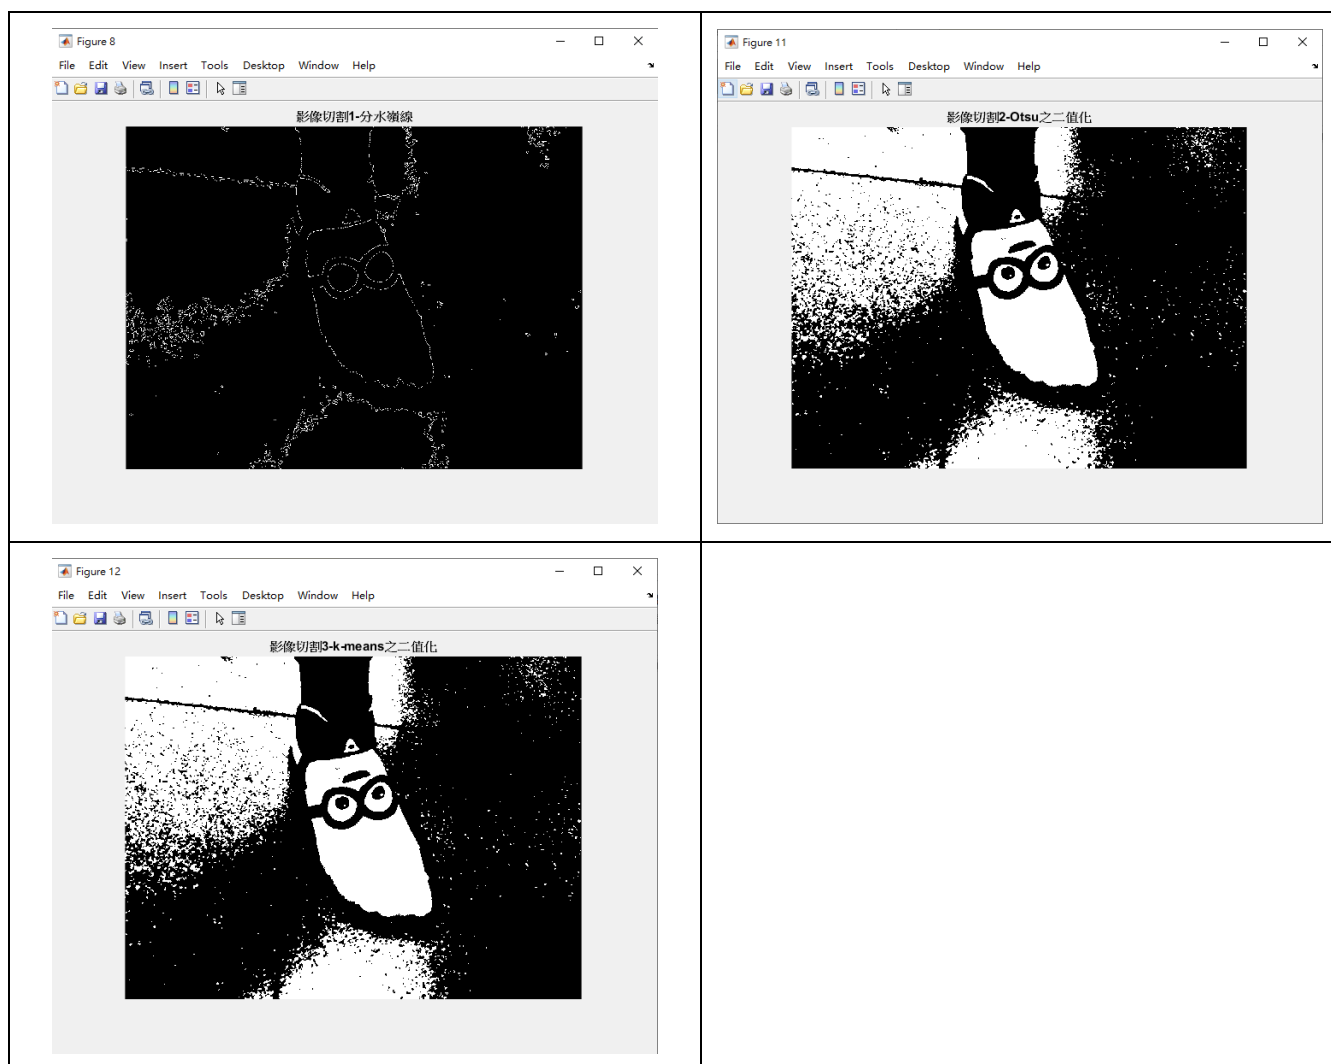 Figure 8
File Edit View Insert Tools Desktop Window Help
影像切割1-分水嶺線
Figure 11
File Edit View Insert Tools Desktop Window Help
影像切割2-Otsu之二值化
Figure 12
File Edit View Insert Tools Desktop Window Help
影像切割3-k-means之二值化